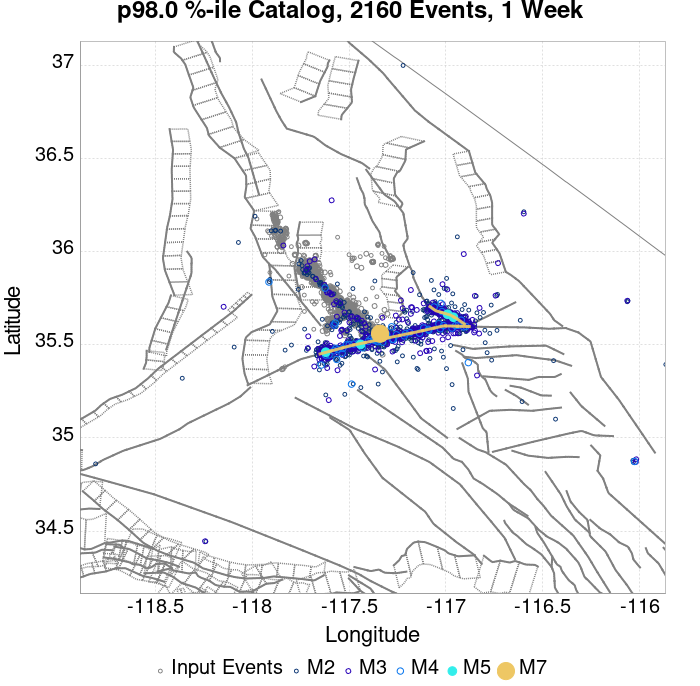 p98.0 %-ile Catalog, 2160 Events, 1 Week
37
36.5
36
35.5
35
34.5
Latitude
-118.5 -118 -117.5 -117 -116.5 -116
Longitude
Input Events M2 M3 M4 M5 M7